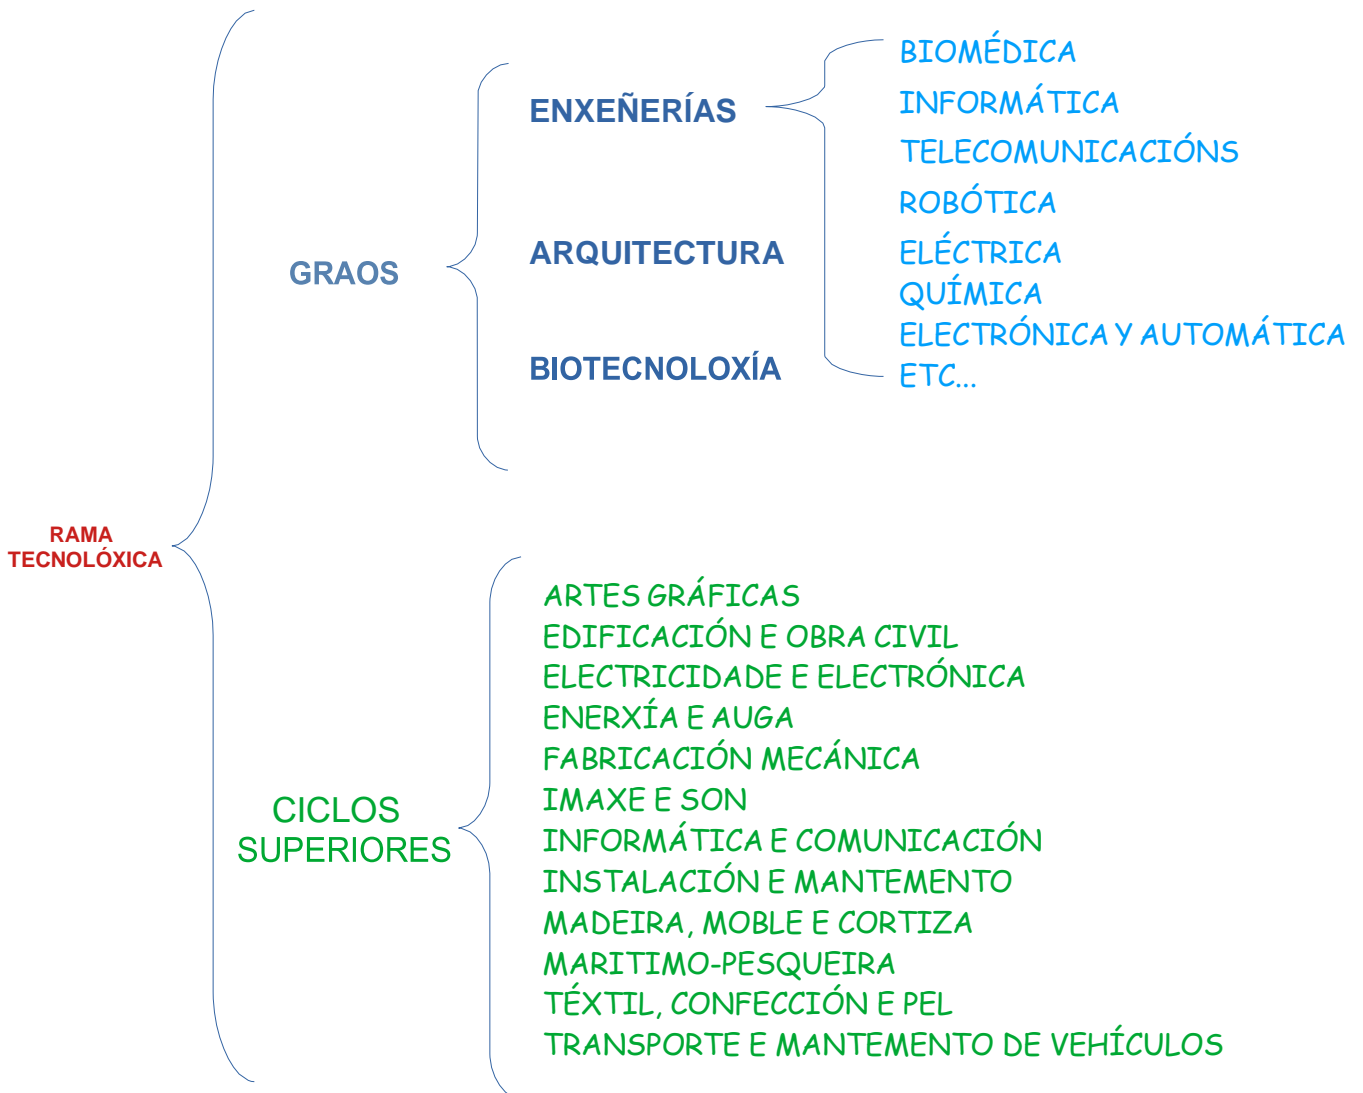 RAMA
TECNOLÓXICA
GRAOS
ENXEÑERÍAS
BIOMÉDICA
INFORMÁTICA
TELECOMUNICACIÓNS
ROBÓTICA
ELÉCTRICA
QUÍMICA
ELECTRÓNICA Y AUTOMÁTICA
ETC...
ARQUITECTURA
BIOTECNOLOXÍA
CICLOS
SUPERIORES
ARTES GRÁFICAS
EDIFICACIÓN E OBRA CIVIL
ELECTRICIDADE E ELECTRÓNICA
ENERXÍA E AUGA
FABRICACIÓN MECÁNICA
IMAXE E SON
INFORMÁTICA E COMUNICACIÓN
INSTALACIÓN E MANTEMENTO
MADEIRA, MOBLE E CORTIZA
MARITIMO-PESQUEIRA
TÉXTIL, CONFECCIÓN E PEL
TRANSPORTE E MANTEMENTO DE VEHÍCULOS